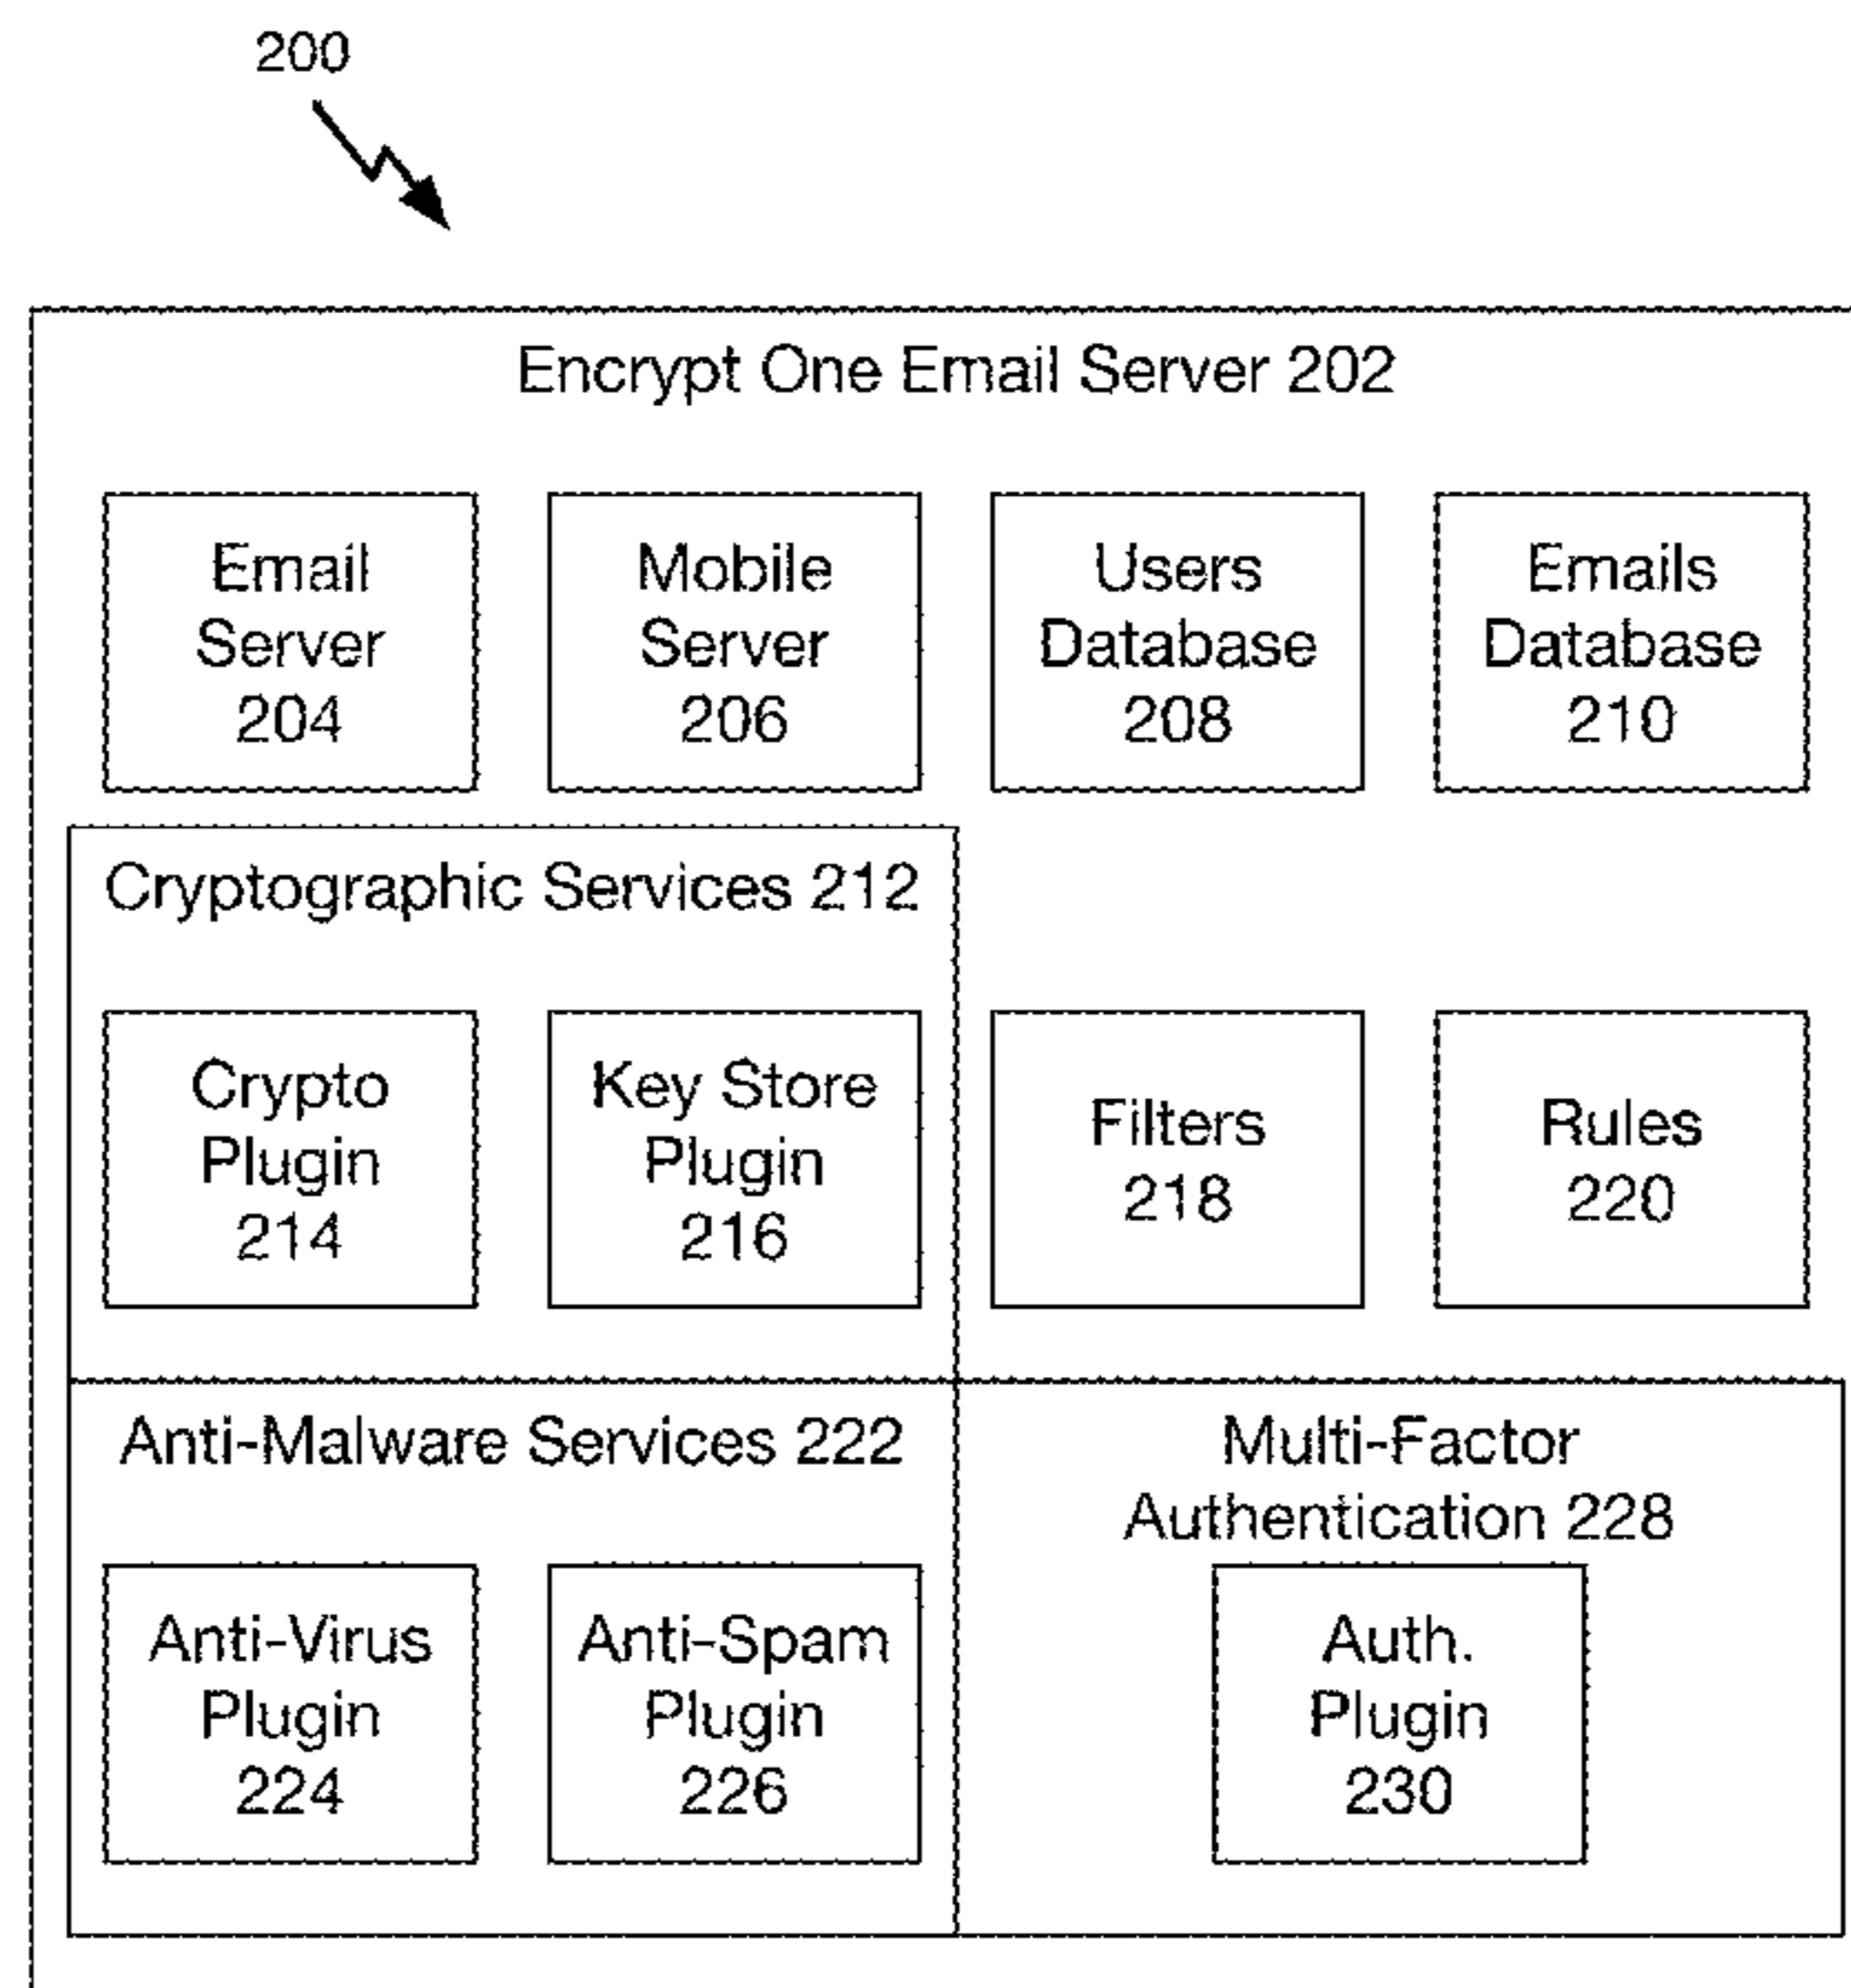 200
Encrypt One Email Server 202
Email
Server
204
Mobile
Server
206
Users
Database
208
Emails
Database
210
Cryptographic Services 212
Crypto
Plugin
214
Key Store
Plugin
216
Filters
218
Rules
220
Anti-Malware Services 222
Anti-Virus
Plugin
224
Anti-Spam
Plugin
226
Multi-Factor
Authentication 228
Auth.
Plugin
230